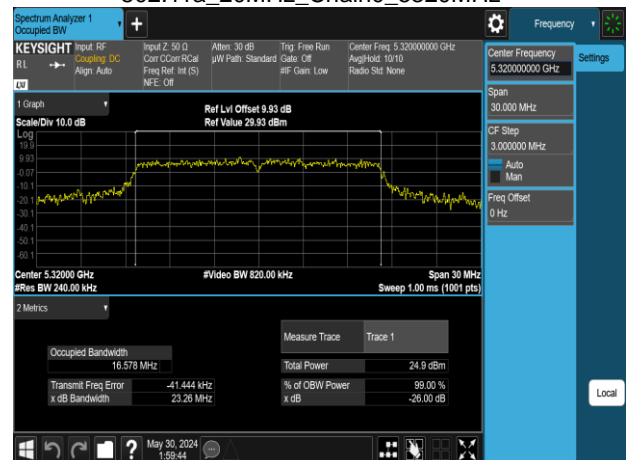 802.11a_20MHz_Chain0_5320MHz
Spectrum Analyzer 1
Occupied BW
Frequency
KEYSIGHT
RL
LXI
Input: RF
Coupling: DC
Align: Auto
Input Z: 50 Ω
Corr CCorr RCal
Freq Ref: Int (S)
NFE: Off
Atten: 30 dB
µW Path: Standard
Trig: Free Run
Gate: Off
#IF Gain: Low
Center Freq: 5.320000000 GHz
Avg|Hold: 10/10
Radio Std: None
Center Frequency
5.320000000 GHz
Settings
Span
30.000 MHz
CF Step
3.000000 MHz
Auto
Man
Freq Offset
0 Hz
1 Graph
Scale/Div 10.0 dB
Ref Lvl Offset 9.93 dB
Ref Value 29.93 dBm
Log
19.9
9.93
-0.07
-10.1
-20.1
-30.1
-40.1
-50.1
-60.1
Center 5.32000 GHz
#Res BW 240.00 kHz
#Video BW 820.00 kHz
Span 30 MHz
Sweep 1.00 ms (1001 pts)
2 Metrics
Measure Trace Trace 1
Occupied Bandwidth
16.578 MHz
Total Power 24.9 dBm
Transmit Freq Error -41.444 kHz
% of OBW Power 99.00 %
x dB Bandwidth 23.26 MHz
x dB -26.00 dB
Local
May 30, 2024
1:59:44